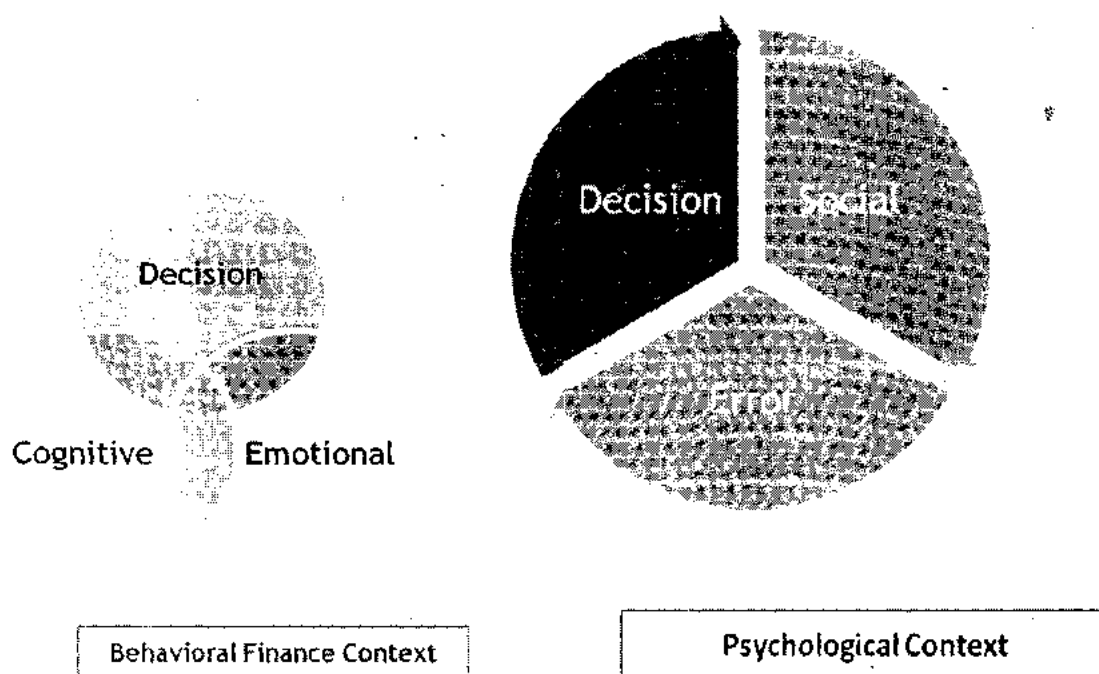 Decision
Cognitive
Emotional
Behavioral Finance Context
Decision
Social
Error
Psychological Context